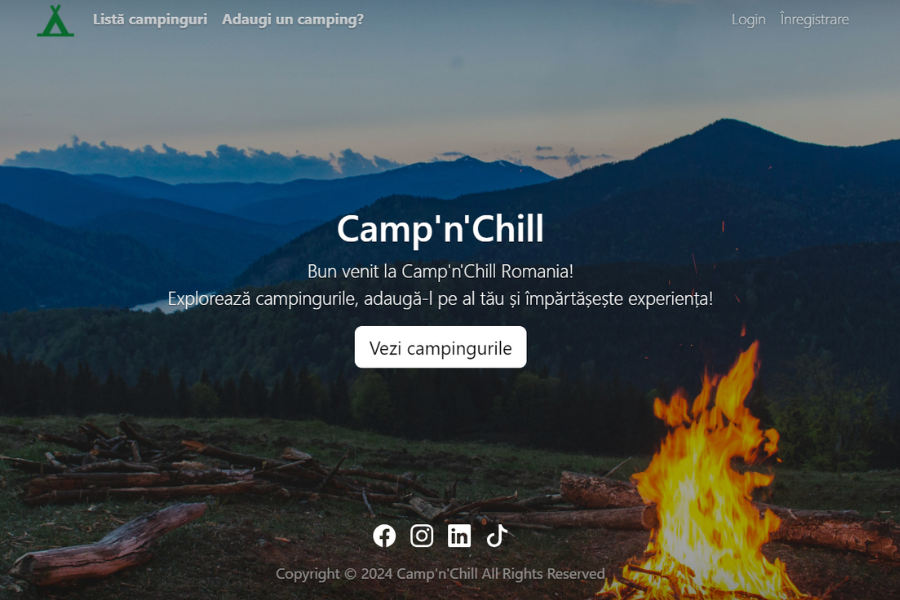 Listă campinguri Adaugi un camping? Login Înregistrare
Camp'n'Chill
Bun venit la Camp'n'Chill Romania!
Explorează campingurile, adaugă-l pe al tău și împărtășește experiența!
Vezi campingurile
Copyright © 2024 Camp'n'Chill All Rights Reserved